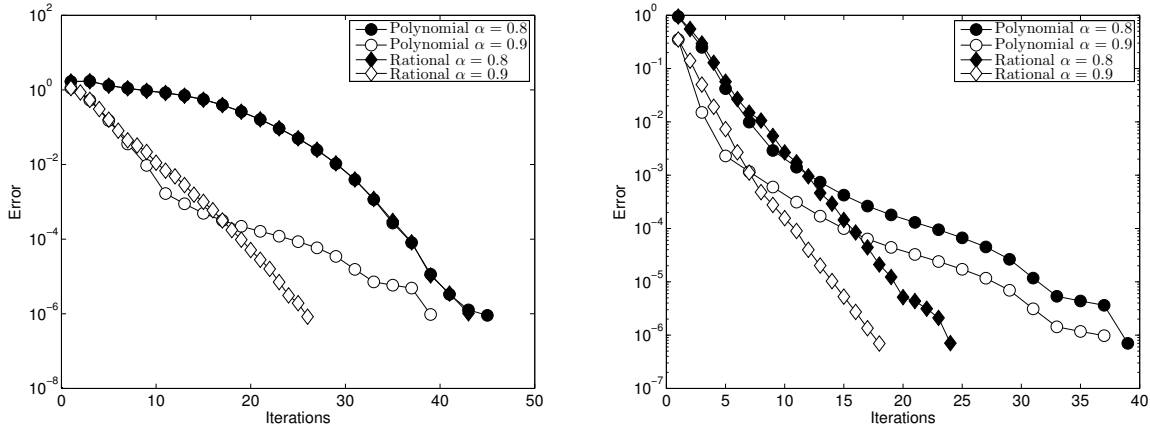 10^2
10^0
10^-2
10^-4
10^-6
10^-8
Error
0 10 20 30 40 50
Iterations
Polynomial α = 0.8
Polynomial α = 0.9
Rational α = 0.8
Rational α = 0.9
10^0
10^-1
10^-2
10^-3
10^-4
10^-5
10^-6
10^-7
Error
0 5 10 15 20 25 30 35 40
Iterations
Polynomial α = 0.8
Polynomial α = 0.9
Rational α = 0.8
Rational α = 0.9